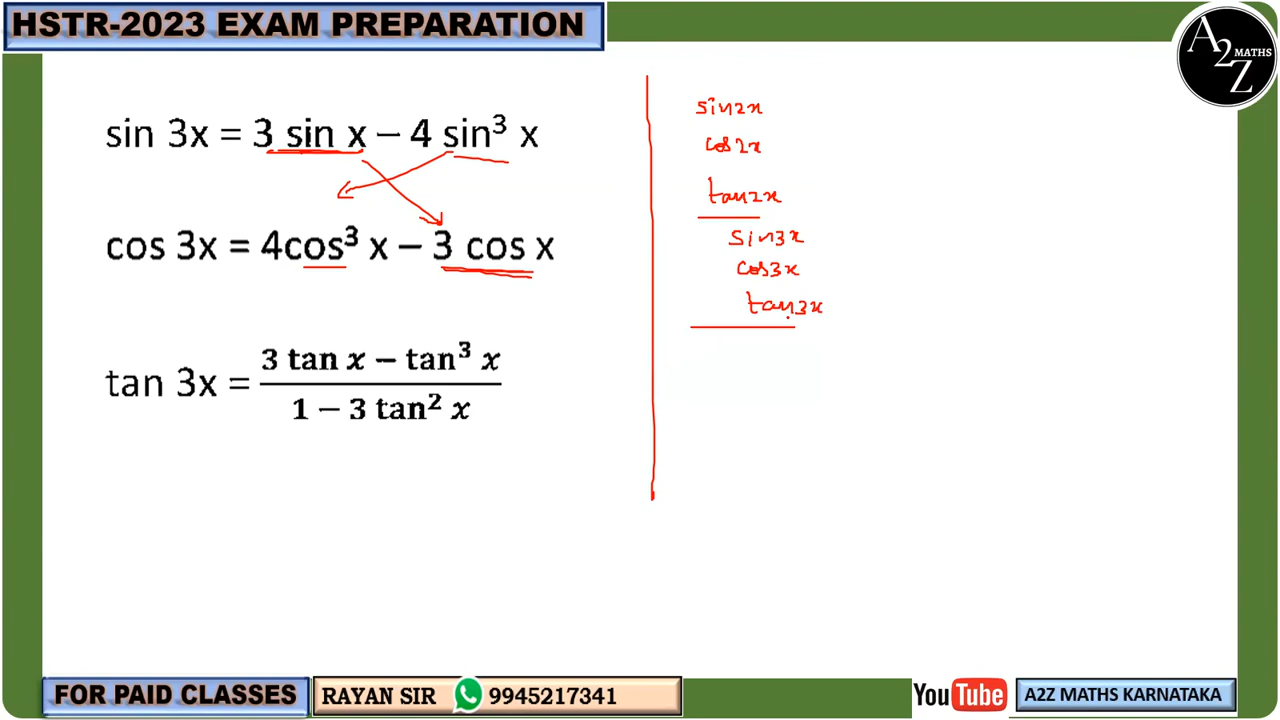 HSTR-2023 EXAM PREPARATION
A2Z MATHS
sin 3x = 3 sin x − 4 sin³ x
cos 3x = 4cos³ x − 3 cos x
tan 3x = (3 tan x − tan³ x) / (1 − 3 tan² x)
sin2x
cos2x
tan2x
sin3x
cos3x
tan3x
FOR PAID CLASSES
RAYAN SIR 9945217341
YouTube
A2Z MATHS KARNATAKA